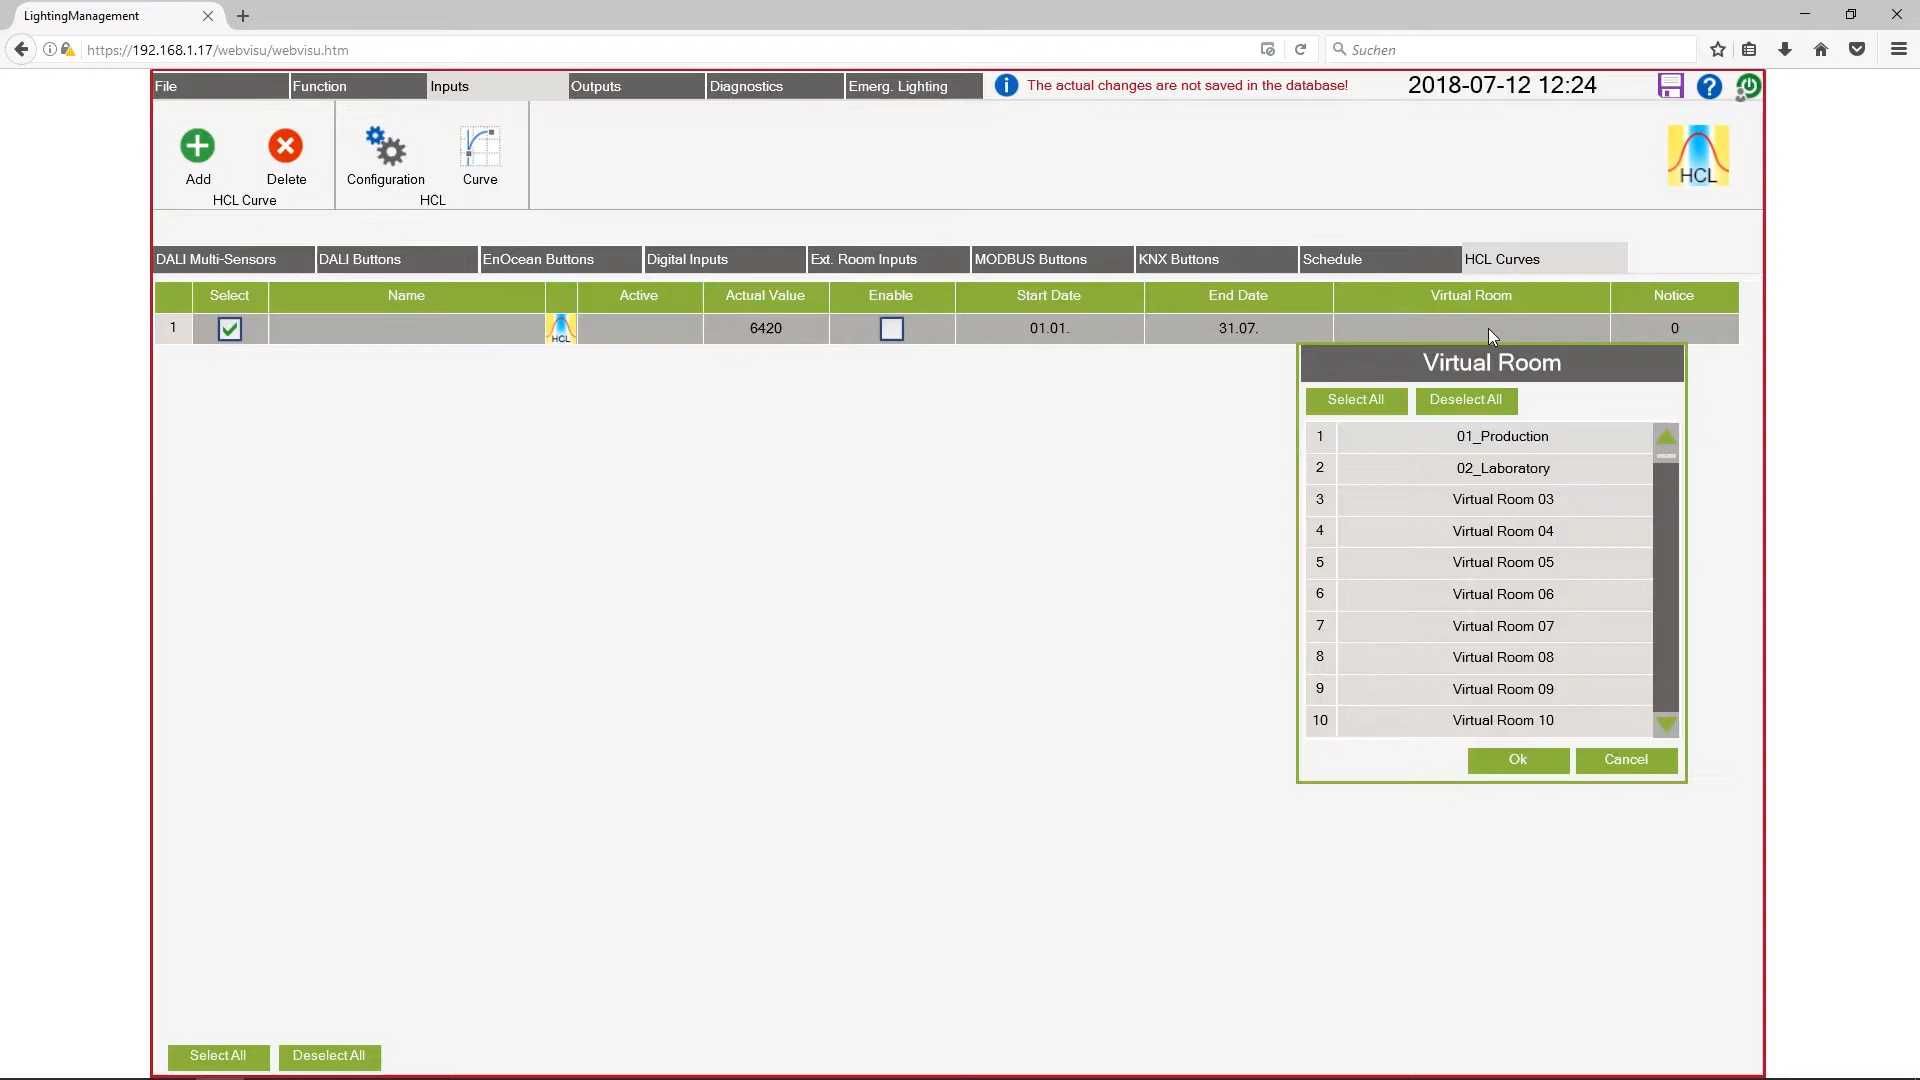 LightingManagement
https://192.168.1.17/webvisu/webvisu.htm
Suchen
File Function Inputs Outputs Diagnostics Emerg. Lighting
The actual changes are not saved in the database!
2018-07-12 12:24
Add Delete
HCL Curve
Configuration Curve
HCL
HCL
DALI Multi-Sensors DALI Buttons EnOcean Buttons Digital Inputs Ext. Room Inputs MODBUS Buttons KNX Buttons Schedule HCL Curves
Select Name Active Actual Value Enable Start Date End Date Virtual Room Notice
1 HCL 6420 01.01. 31.07. 0
Virtual Room
Select All Deselect All
1 01_Production
2 02_Laboratory
3 Virtual Room 03
4 Virtual Room 04
5 Virtual Room 05
6 Virtual Room 06
7 Virtual Room 07
8 Virtual Room 08
9 Virtual Room 09
10 Virtual Room 10
Ok Cancel
Select All Deselect All